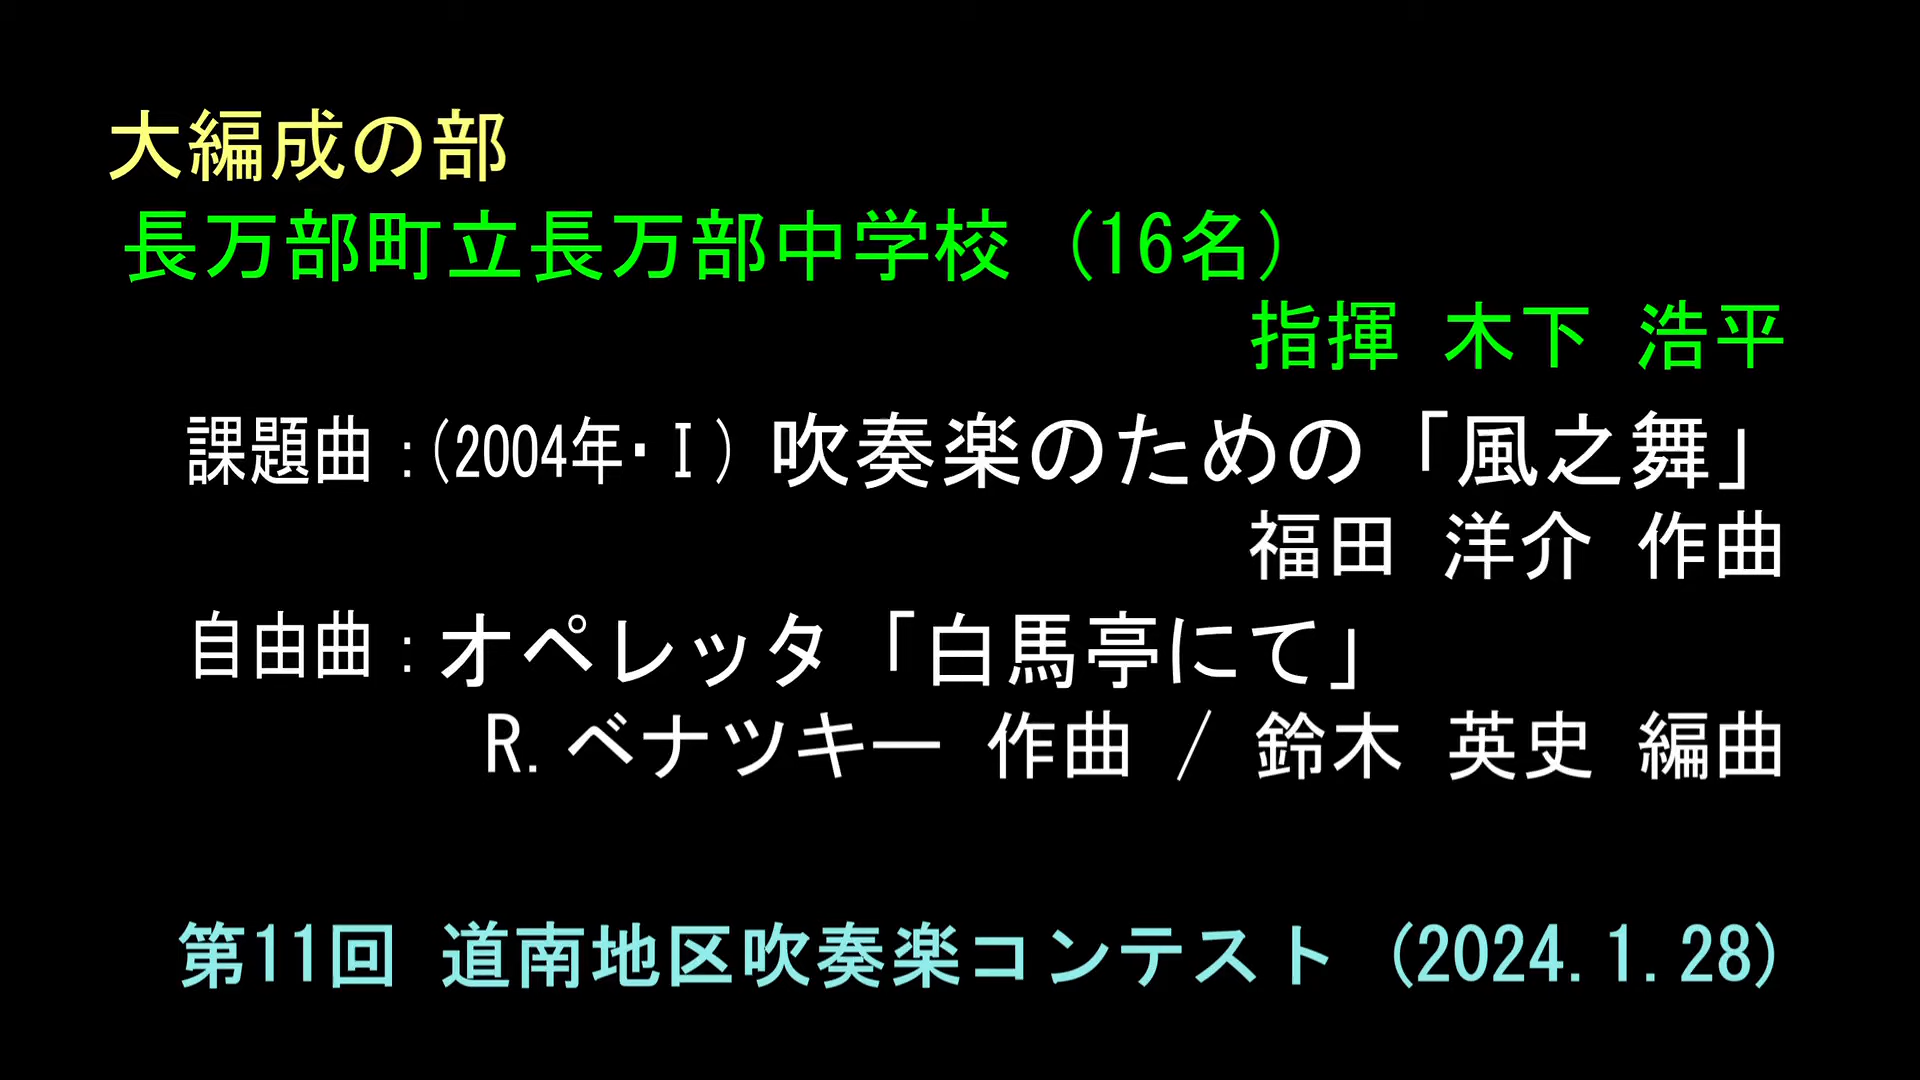 大編成の部
長万部町立長万部中学校 (16名)
指揮 木下 浩平
課題曲:(2004年・Ⅰ) 吹奏楽のための「風之舞」
福田 洋介 作曲
自由曲:オペレッタ「白馬亭にて」
R.ベナツキー 作曲 / 鈴木 英史 編曲
第11回 道南地区吹奏楽コンテスト (2024.1.28)